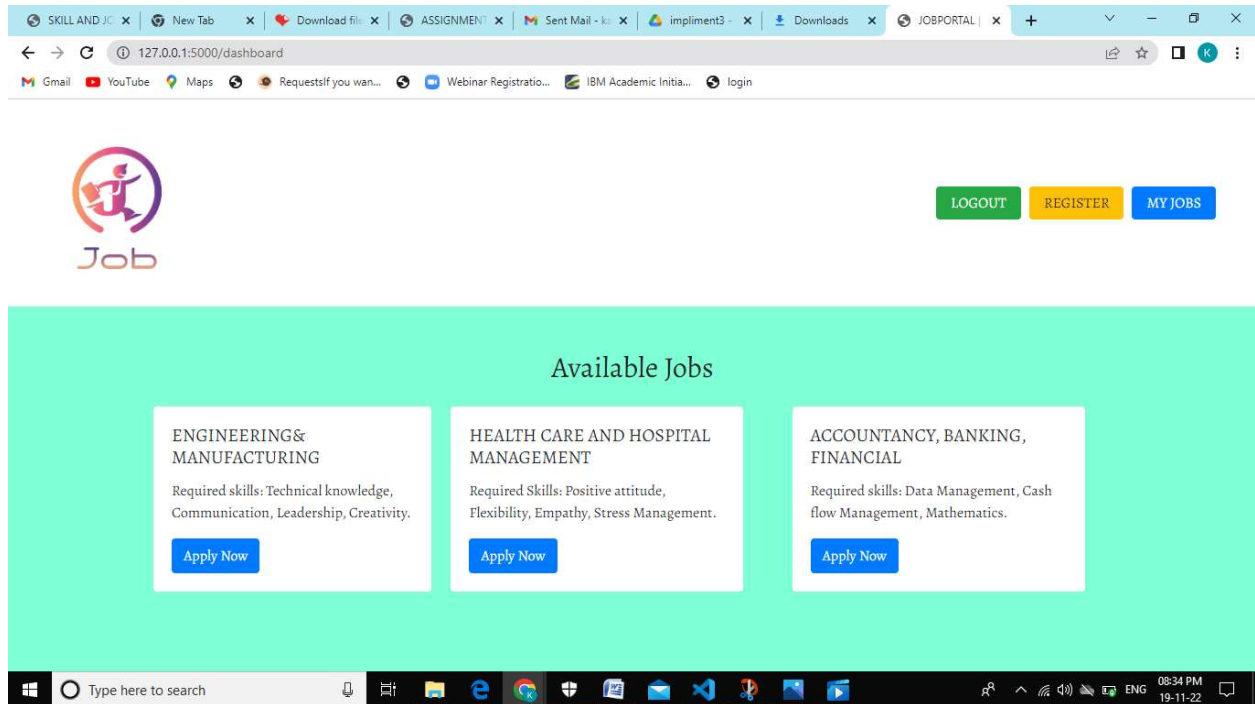 SKILL AND JC
New Tab
Download file
ASSIGNMENT
Sent Mail - ka
impliment3 -
Downloads
JOBPORTAL |
127.0.0.1:5000/dashboard
K
Gmail
YouTube
Maps
RequestsIf you wan...
Webinar Registratio...
IBM Academic Initia...
login
Job
LOGOUT
REGISTER
MY JOBS
Available Jobs
ENGINEERING&
MANUFACTURING
Required skills: Technical knowledge,
Communication, Leadership, Creativity.
Apply Now
HEALTH CARE AND HOSPITAL
MANAGEMENT
Required Skills: Positive attitude,
Flexibility, Empathy, Stress Management.
Apply Now
ACCOUNTANCY, BANKING,
FINANCIAL
Required skills: Data Management, Cash
flow Management, Mathematics.
Apply Now
Type here to search
ENG
08:34 PM
19-11-22